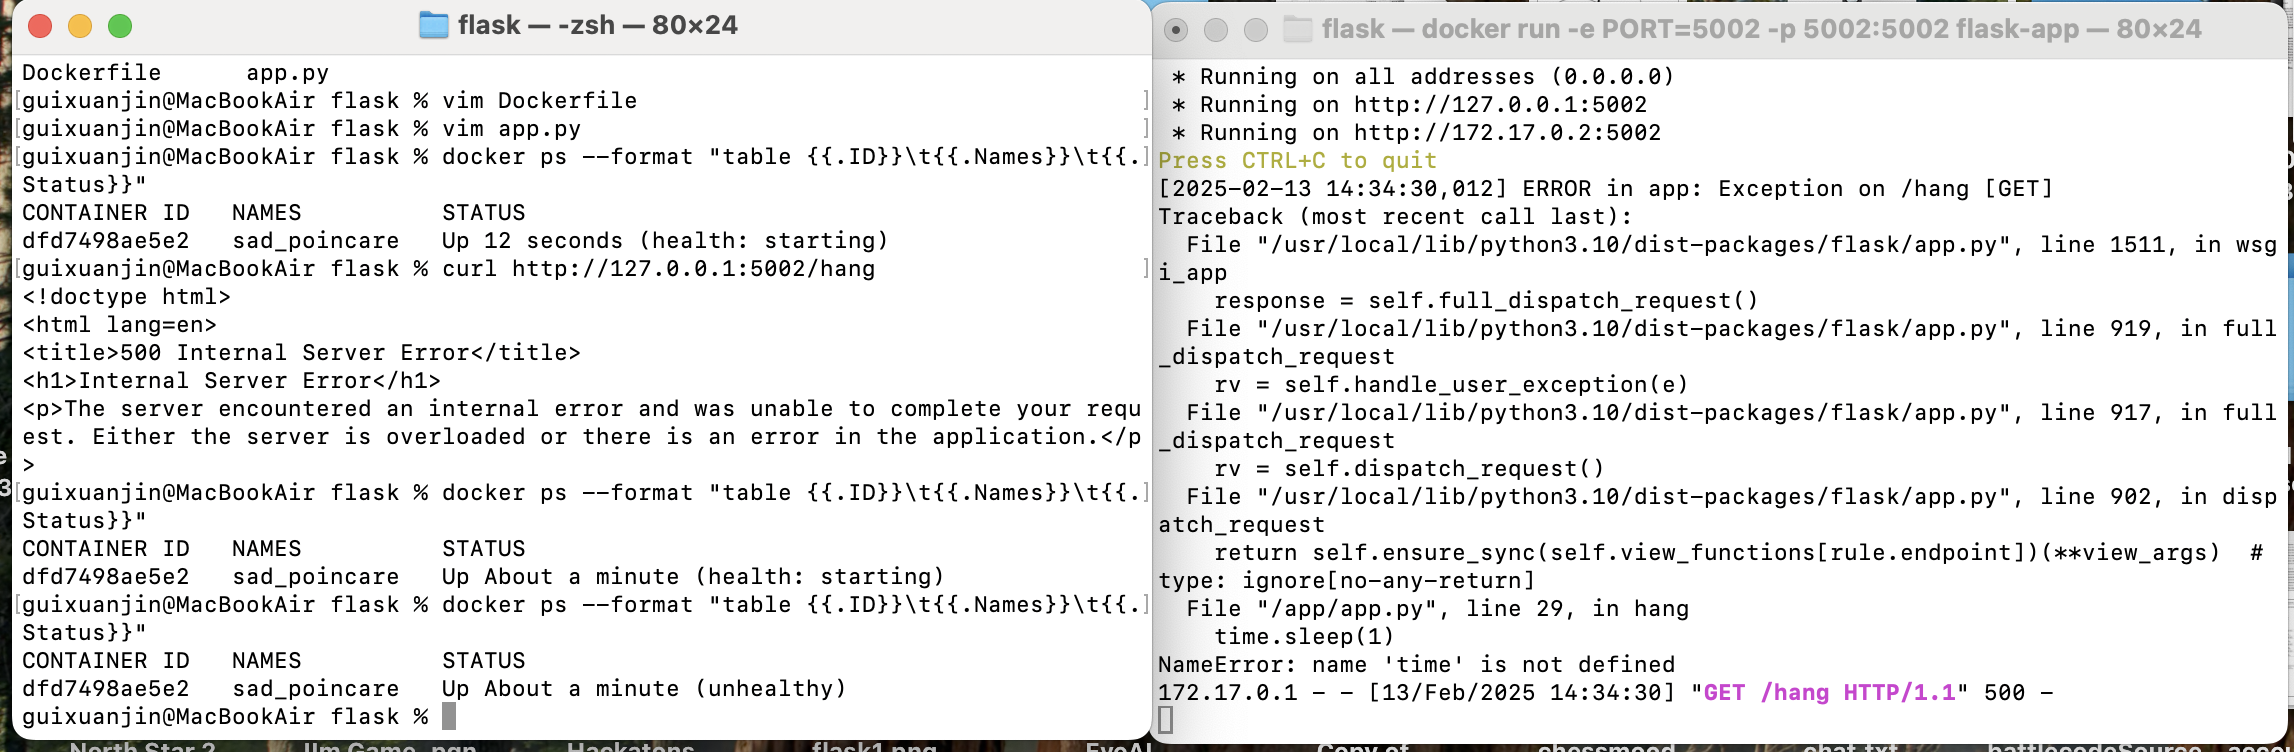 flask — -zsh — 80×24
Dockerfile      app.py
[guixuanjin@MacBookAir flask % vim Dockerfile ]
[guixuanjin@MacBookAir flask % vim app.py ]
[guixuanjin@MacBookAir flask % docker ps --format "table {{.ID}}\t{{.Names}}\t{{.]
Status}}"
CONTAINER ID   NAMES          STATUS
dfd7498ae5e2   sad_poincare   Up 12 seconds (health: starting)
[guixuanjin@MacBookAir flask % curl http://127.0.0.1:5002/hang ]
<!doctype html>
<html lang=en>
<title>500 Internal Server Error</title>
<h1>Internal Server Error</h1>
<p>The server encountered an internal error and was unable to complete your requ
est. Either the server is overloaded or there is an error in the application.</p
>
[guixuanjin@MacBookAir flask % docker ps --format "table {{.ID}}\t{{.Names}}\t{{.]
Status}}"
CONTAINER ID   NAMES          STATUS
dfd7498ae5e2   sad_poincare   Up About a minute (health: starting)
[guixuanjin@MacBookAir flask % docker ps --format "table {{.ID}}\t{{.Names}}\t{{.]
Status}}"
CONTAINER ID   NAMES          STATUS
dfd7498ae5e2   sad_poincare   Up About a minute (unhealthy)
guixuanjin@MacBookAir flask %
flask — docker run -e PORT=5002 -p 5002:5002 flask-app — 80×24
 * Running on all addresses (0.0.0.0)
 * Running on http://127.0.0.1:5002
 * Running on http://172.17.0.2:5002
Press CTRL+C to quit
[2025-02-13 14:34:30,012] ERROR in app: Exception on /hang [GET]
Traceback (most recent call last):
  File "/usr/local/lib/python3.10/dist-packages/flask/app.py", line 1511, in wsg
i_app
    response = self.full_dispatch_request()
  File "/usr/local/lib/python3.10/dist-packages/flask/app.py", line 919, in full
_dispatch_request
    rv = self.handle_user_exception(e)
  File "/usr/local/lib/python3.10/dist-packages/flask/app.py", line 917, in full
_dispatch_request
    rv = self.dispatch_request()
  File "/usr/local/lib/python3.10/dist-packages/flask/app.py", line 902, in disp
atch_request
    return self.ensure_sync(self.view_functions[rule.endpoint])(**view_args)  #
type: ignore[no-any-return]
  File "/app/app.py", line 29, in hang
    time.sleep(1)
NameError: name 'time' is not defined
172.17.0.1 - - [13/Feb/2025 14:34:30] "GET /hang HTTP/1.1" 500 -
North Star 2
Hackatons
flask1.png
Copy of
chessmood
chat.txt
battlecodeSource